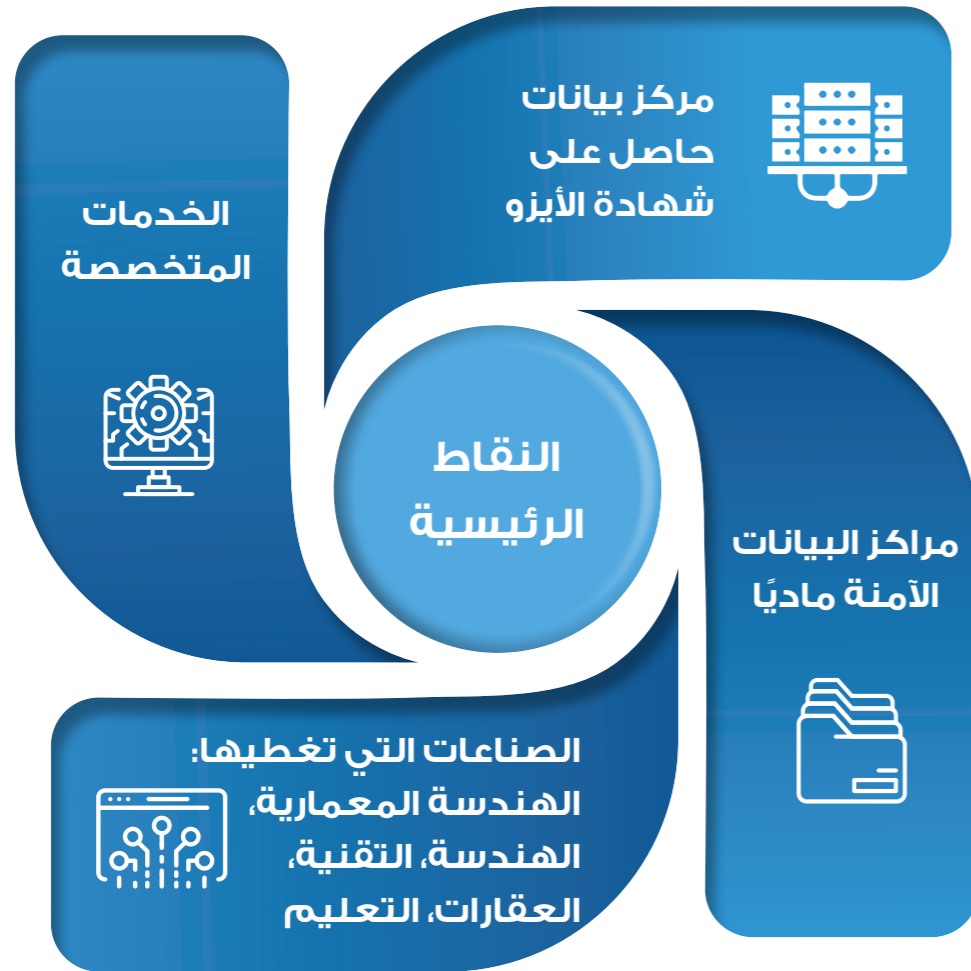 مركز بيانات
حاصل على
شهادة الأيزو
الخدمات
المتخصصة
النقاط
الرئيسية
مراكز البيانات
الآمنة ماديًا
الصناعات التي تغطيها:
الهندسة المعمارية،
الهندسة، التقنية،
العقارات، التعليم